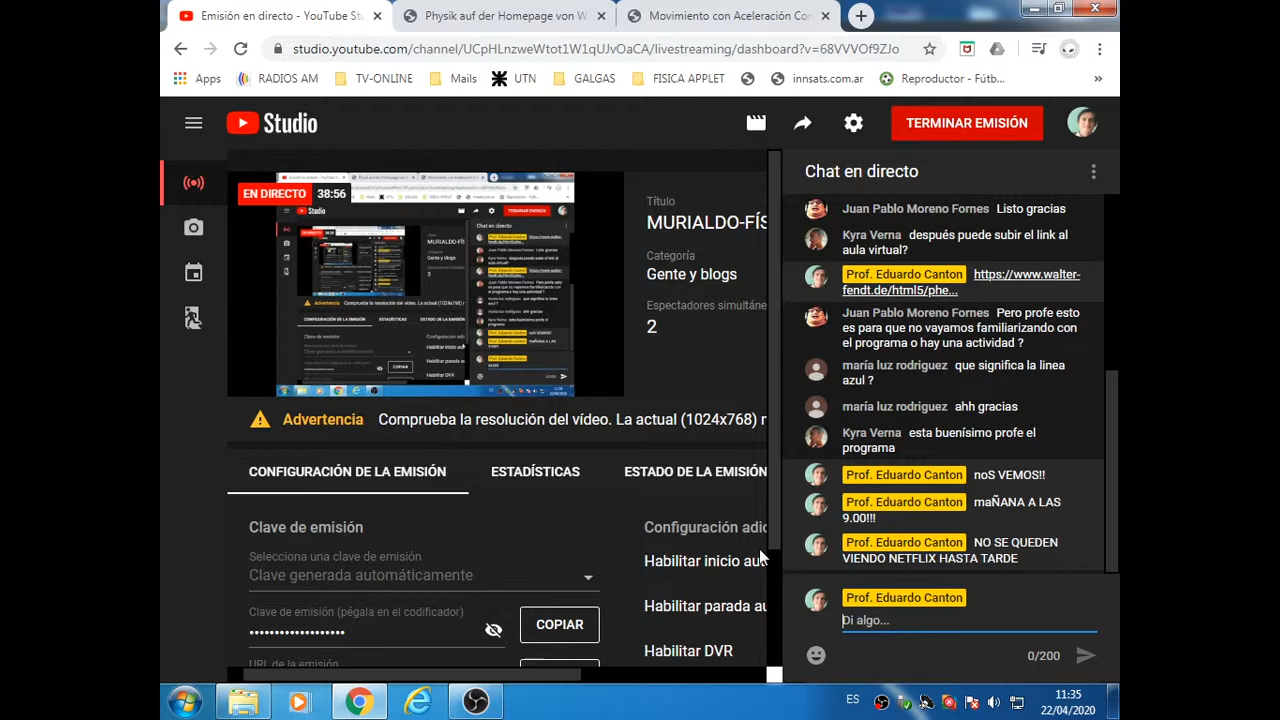 Emisión en directo - YouTube Stu
Physik auf der Homepage von W
Movimiento con Aceleración Con
studio.youtube.com/channel/UCpHLnzweWtot1W1qUJvOaCA/livestreaming/dashboard?v=68VVVOf9ZJo
Apps
RADIOS AM
TV-ONLINE
Mails
UTN
GALGAS
FISICA APPLET
innsats.com.ar
Reproductor - Fútb...
»
Studio
TERMINAR EMISIÓN
EN DIRECTO 38:56
Título
MURIALDO-FÍS
Categoría
Gente y blogs
Espectadores simultáne
2
Advertencia Comprueba la resolución del vídeo. La actual (1024x768) n
CONFIGURACIÓN DE LA EMISIÓN
ESTADÍSTICAS
ESTADO DE LA EMISIÓN
Clave de emisión
Selecciona una clave de emisión
Clave generada automáticamente
Clave de emisión (pégala en el codificador)
COPIAR
URL de la emisión
Configuración adic
Habilitar inicio au
Habilitar parada au
Habilitar DVR
Chat en directo
Juan Pablo Moreno Fornes Listo gracias
Kyra Verna después puede subir el link al
aula virtual?
Prof. Eduardo Canton https://www.walter-
fendt.de/html5/phe...
Juan Pablo Moreno Fornes Pero profe esto
es para que no vayamos familiarizando con
el programa o hay una actividad ?
maría luz rodriguez que significa la linea
azul ?
maría luz rodriguez ahh gracias
Kyra Verna esta buenísimo profe el
programa
Prof. Eduardo Canton noS VEMOS!!
Prof. Eduardo Canton maÑANA A LAS
9.00!!!
Prof. Eduardo Canton NO SE QUEDEN
VIENDO NETFLIX HASTA TARDE
Prof. Eduardo Canton
Di algo...
0/200
ES
11:35
22/04/2020